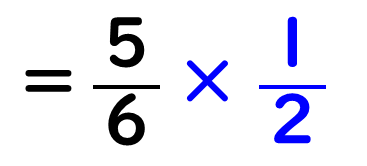 = 5/6 × 1/2